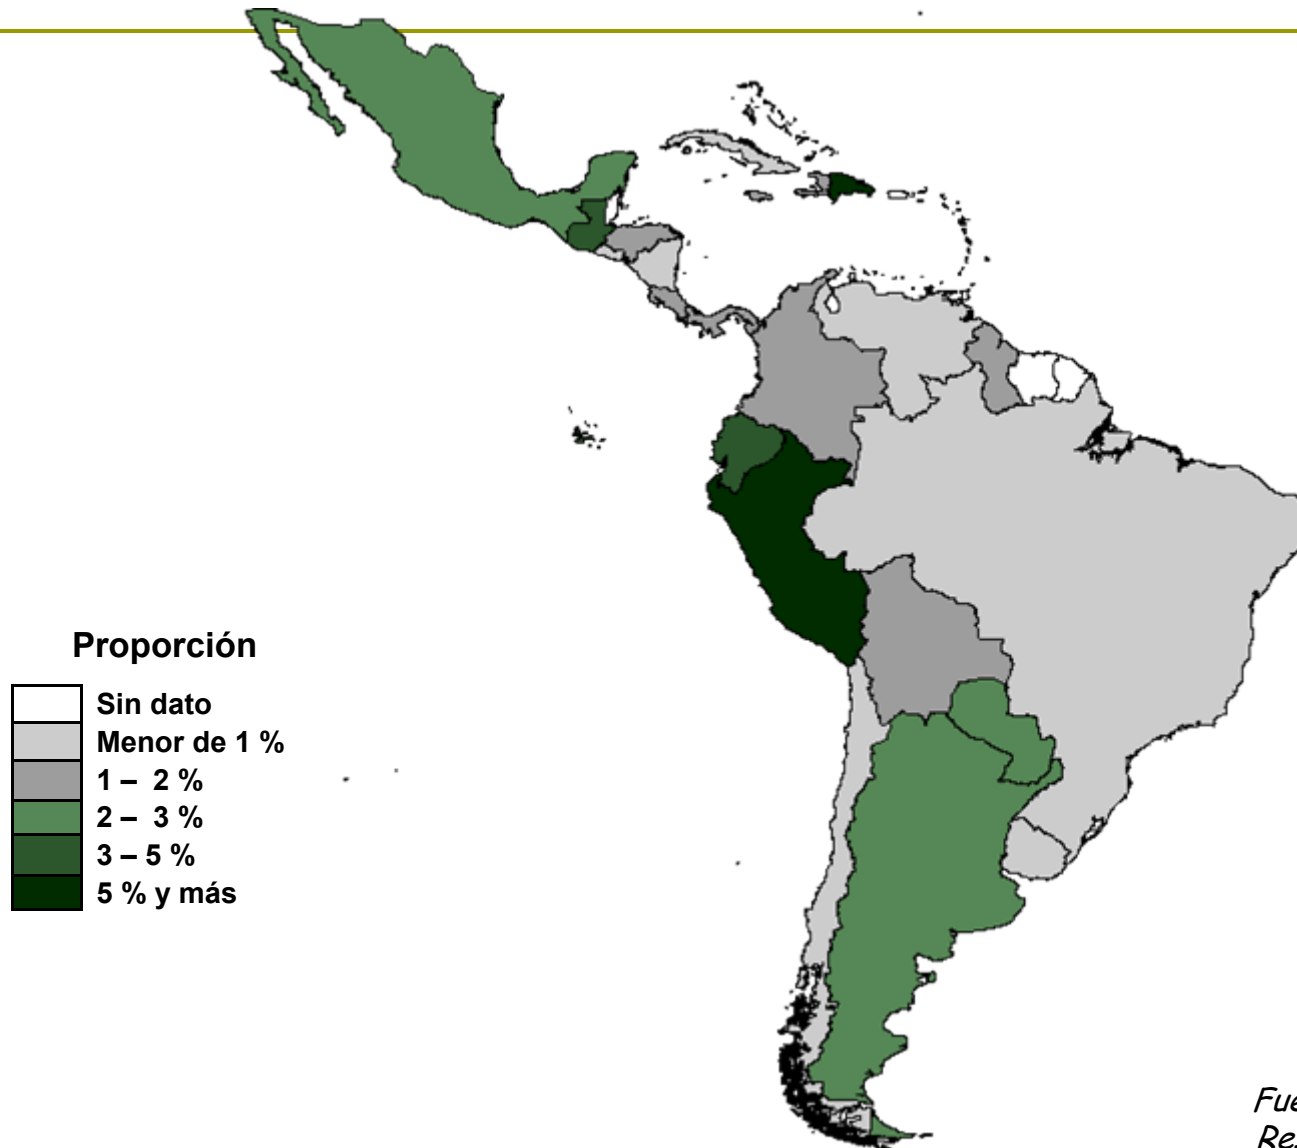 Proporción
Sin dato
Menor de 1 %
1 – 2 %
2 – 3 %
3 – 5 %
5 % y más